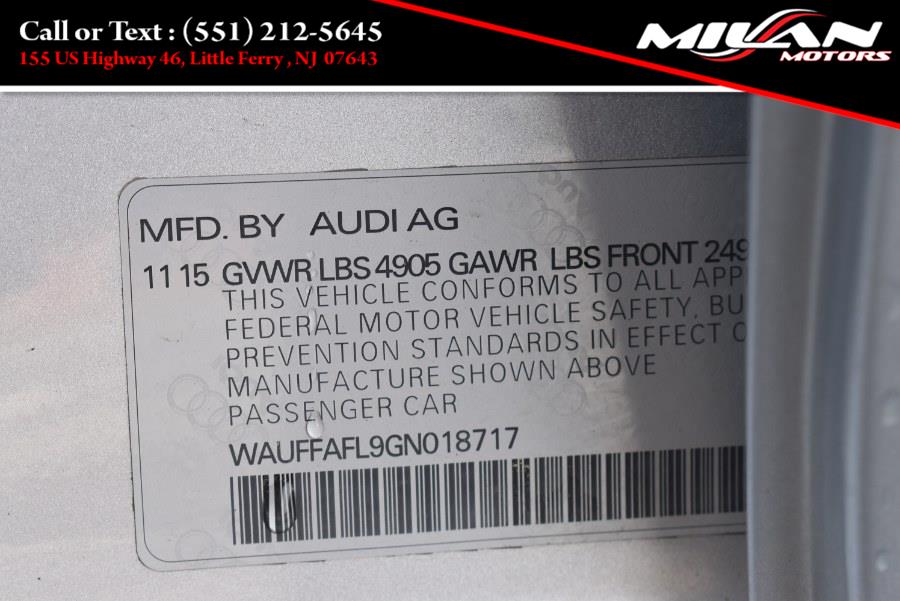 Call or Text : (551) 212-5645
155 US Highway 46, Little Ferry , NJ 07643
MILAN
MOTORS
MFD. BY AUDI AG
11 15 GVWR LBS 4905 GAWR LBS FRONT 249
THIS VEHICLE CONFORMS TO ALL APP
FEDERAL MOTOR VEHICLE SAFETY, BU
PREVENTION STANDARDS IN EFFECT O
MANUFACTURE SHOWN ABOVE
PASSENGER CAR
WAUFFAFL9GN018717